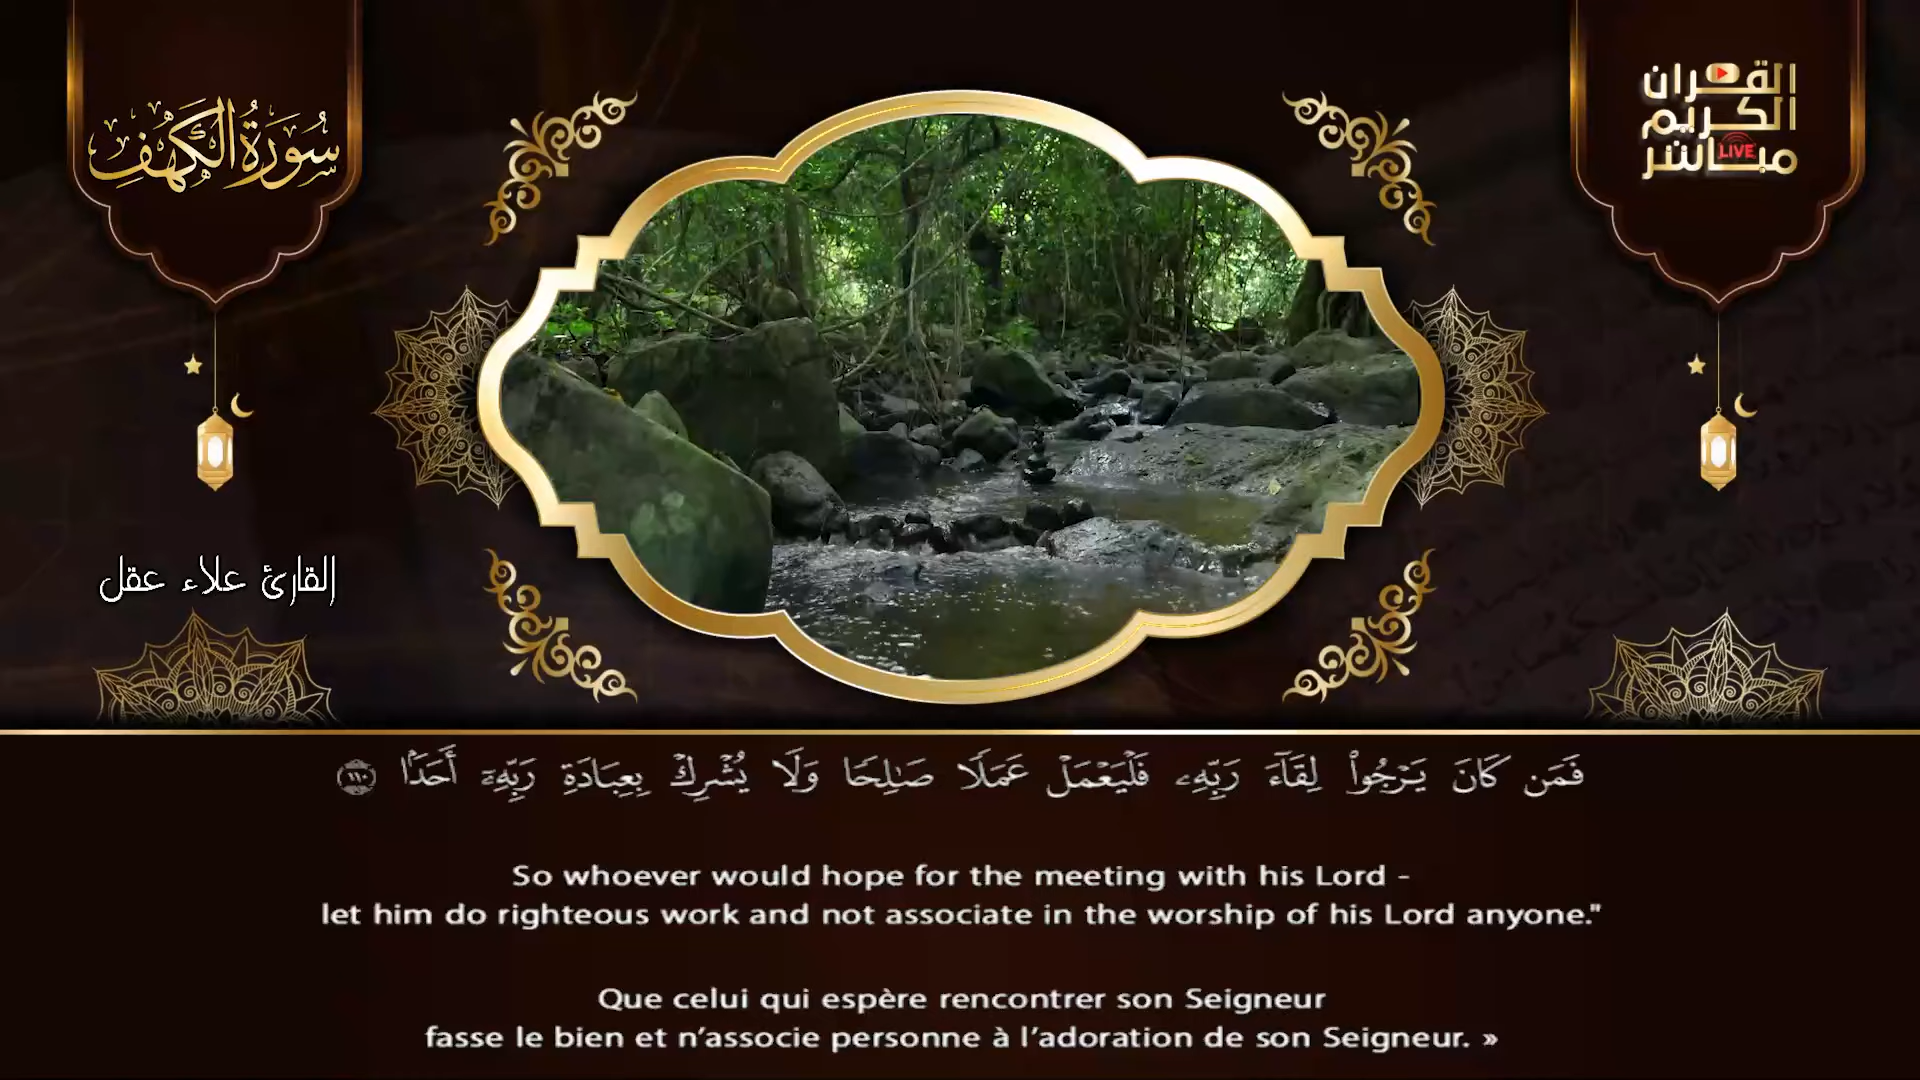 سُورَةُ الكَهْفِ
القرآن
الكريم
مباشر
LIVE
القارئ علاء عقل
فَمَن كَانَ يَرْجُوا۟ لِقَآءَ رَبِّهِۦ فَلْيَعْمَلْ عَمَلًا صَـٰلِحًا وَلَا يُشْرِكْ بِعِبَادَةِ رَبِّهِۦٓ أَحَدًۢا ١١٠
So whoever would hope for the meeting with his Lord -
let him do righteous work and not associate in the worship of his Lord anyone."
Que celui qui espère rencontrer son Seigneur
fasse le bien et n’associe personne à l’adoration de son Seigneur. »